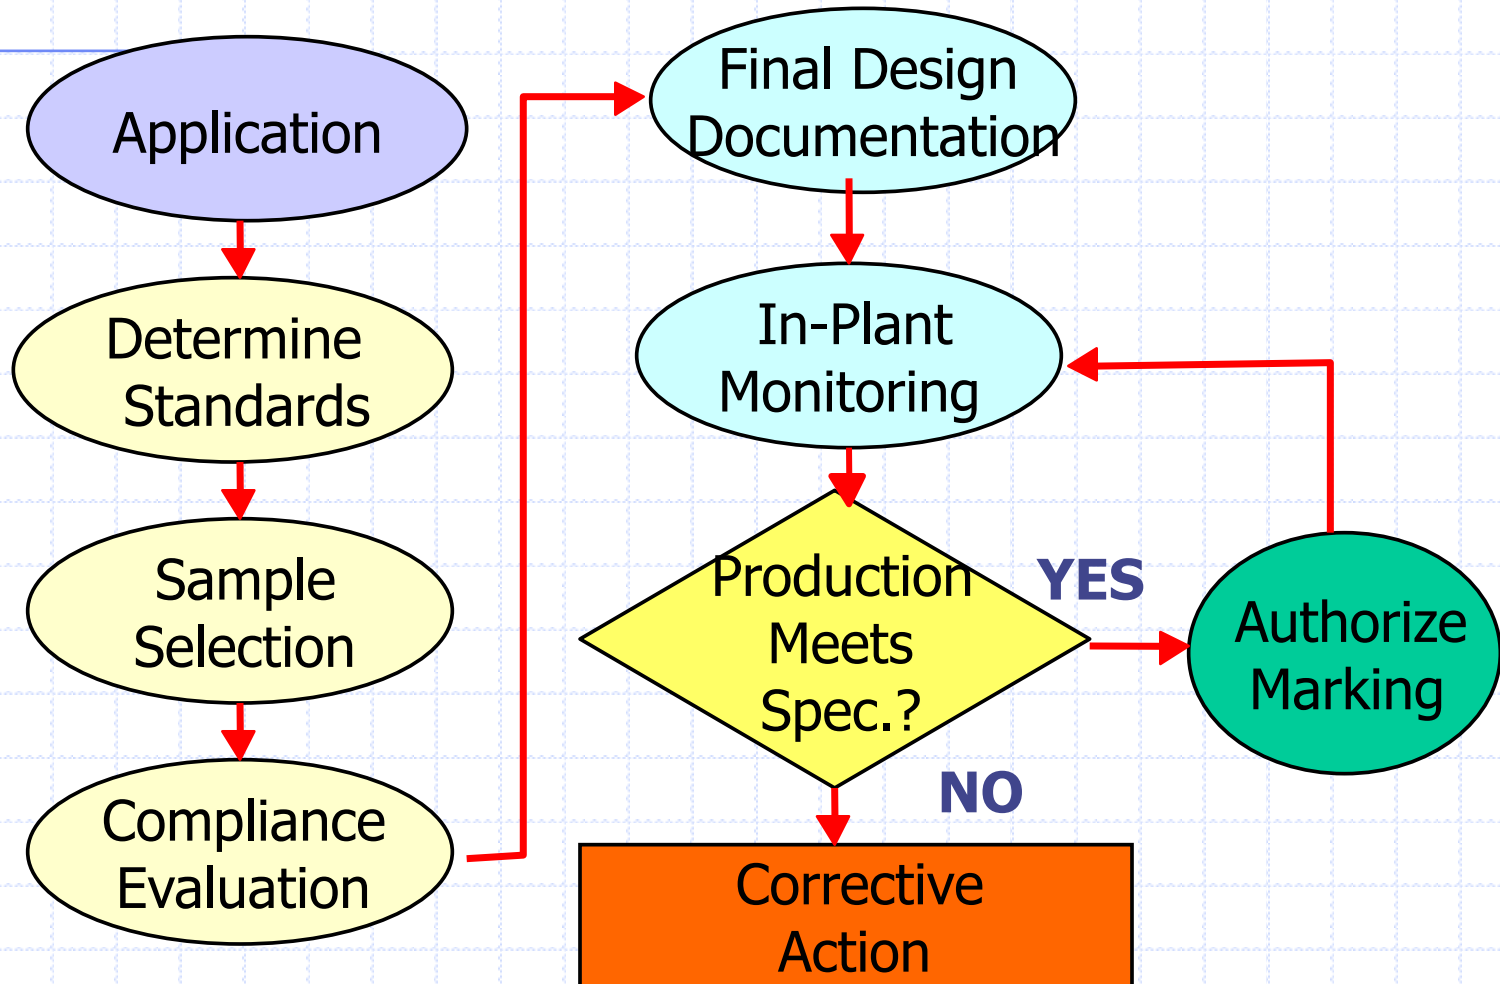 Application
Determine
Standards
Sample
Selection
Compliance
Evaluation
Final Design
Documentation
In-Plant
Monitoring
Production
Meets
Spec.?
YES
NO
Authorize
Marking
Corrective
Action